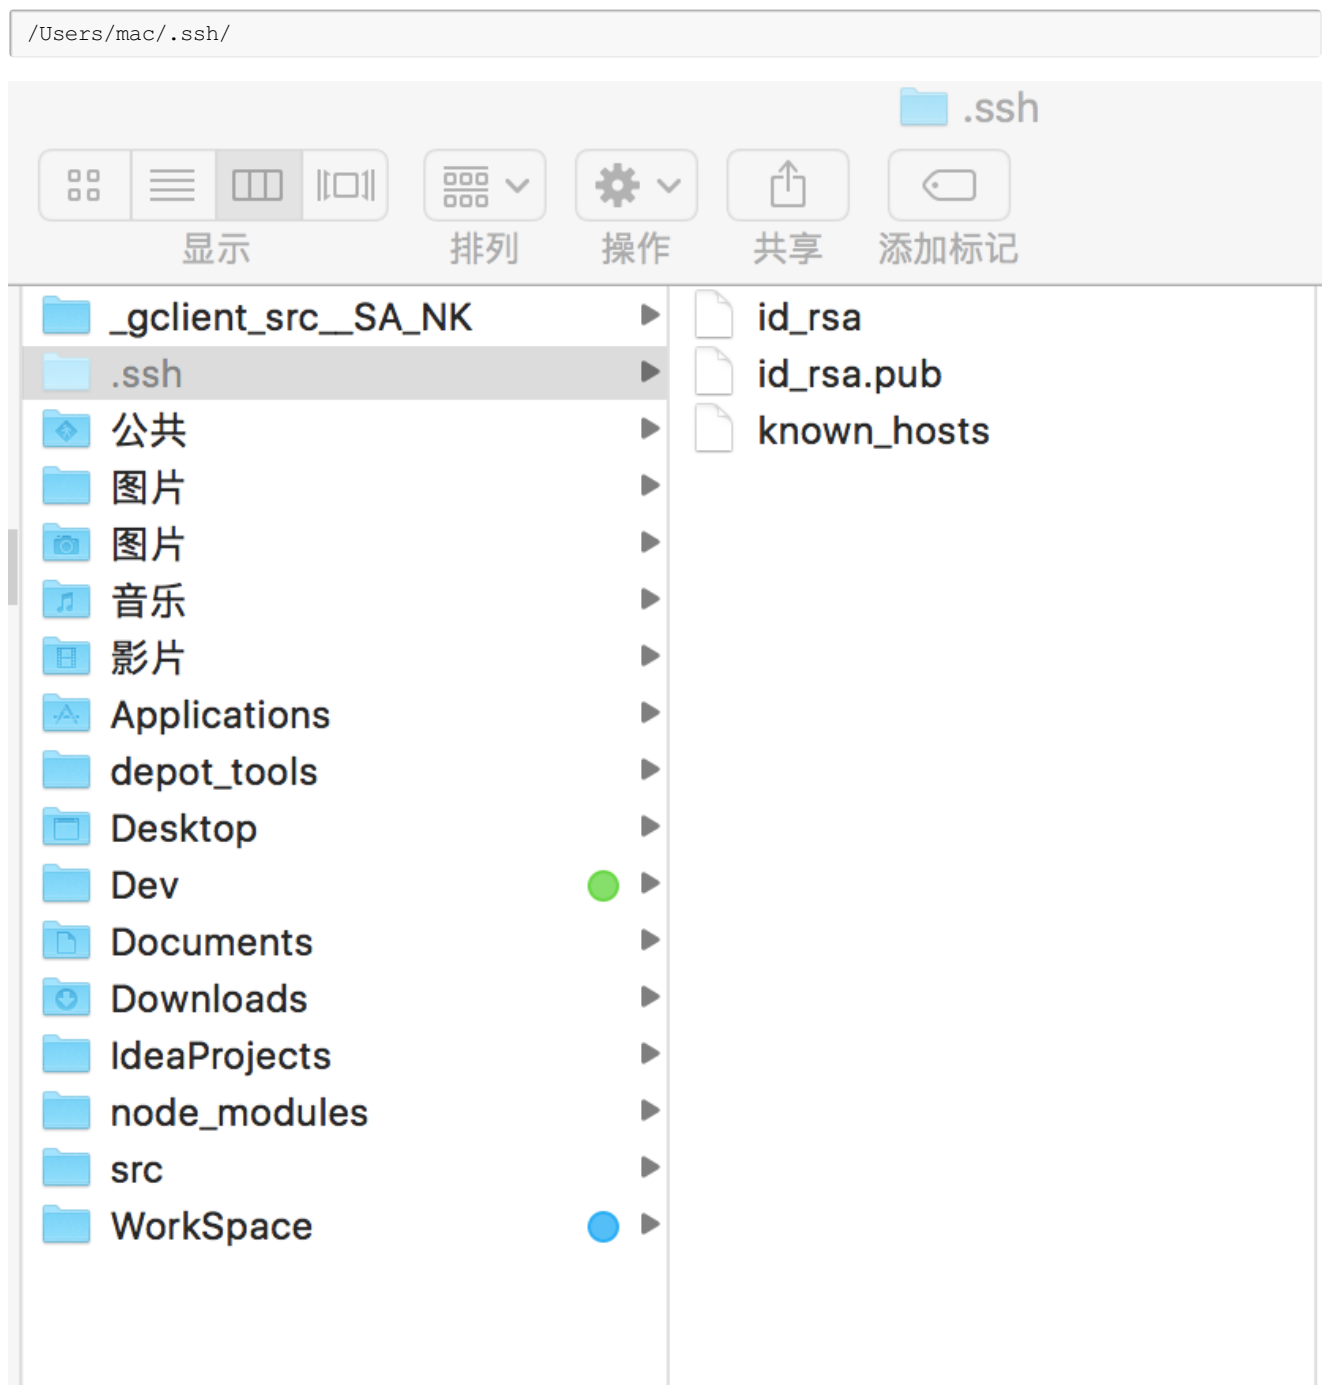 /Users/mac/.ssh/
.ssh
显示 排列 操作 共享 添加标记
_gclient_src__SA_NK
.ssh
公共
图片
图片
音乐
影片
Applications
depot_tools
Desktop
Dev
Documents
Downloads
IdeaProjects
node_modules
src
WorkSpace
id_rsa
id_rsa.pub
known_hosts